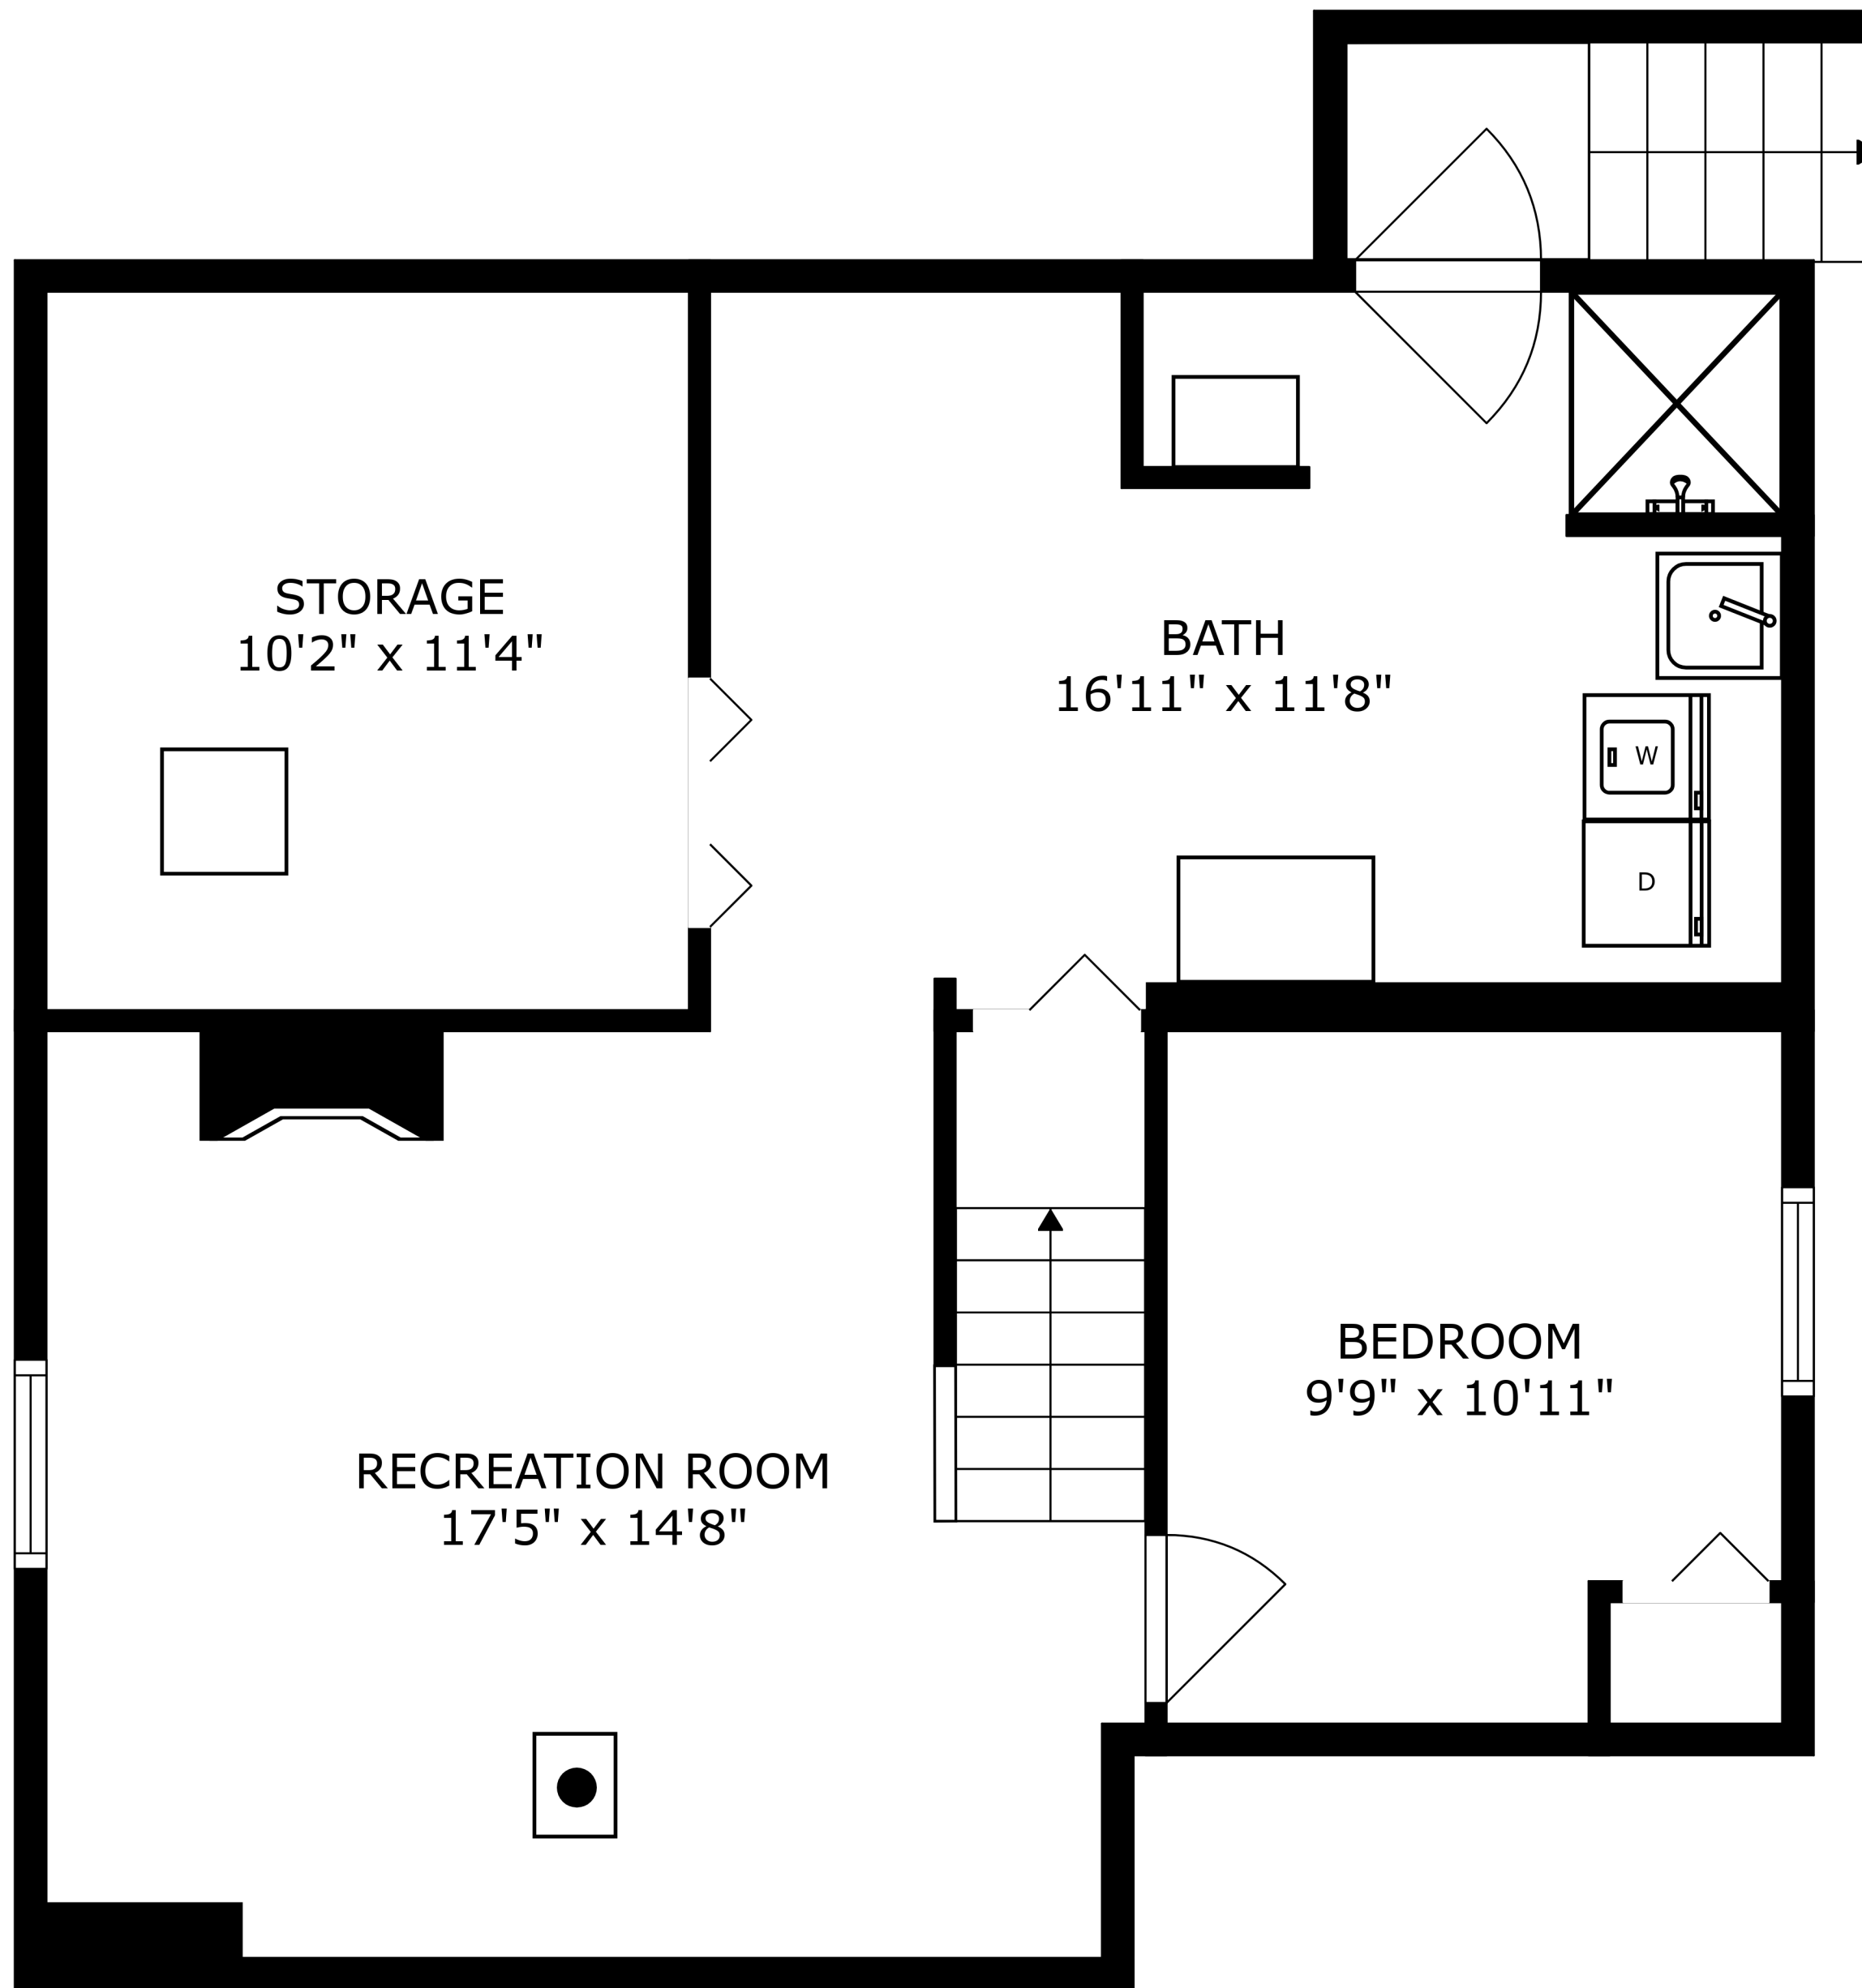 STORAGE
10'2" x 11'4"
BATH
16'11" x 11'8"
W
D
BEDROOM
9'9" x 10'11"
RECREATION ROOM
17'5" x 14'8"